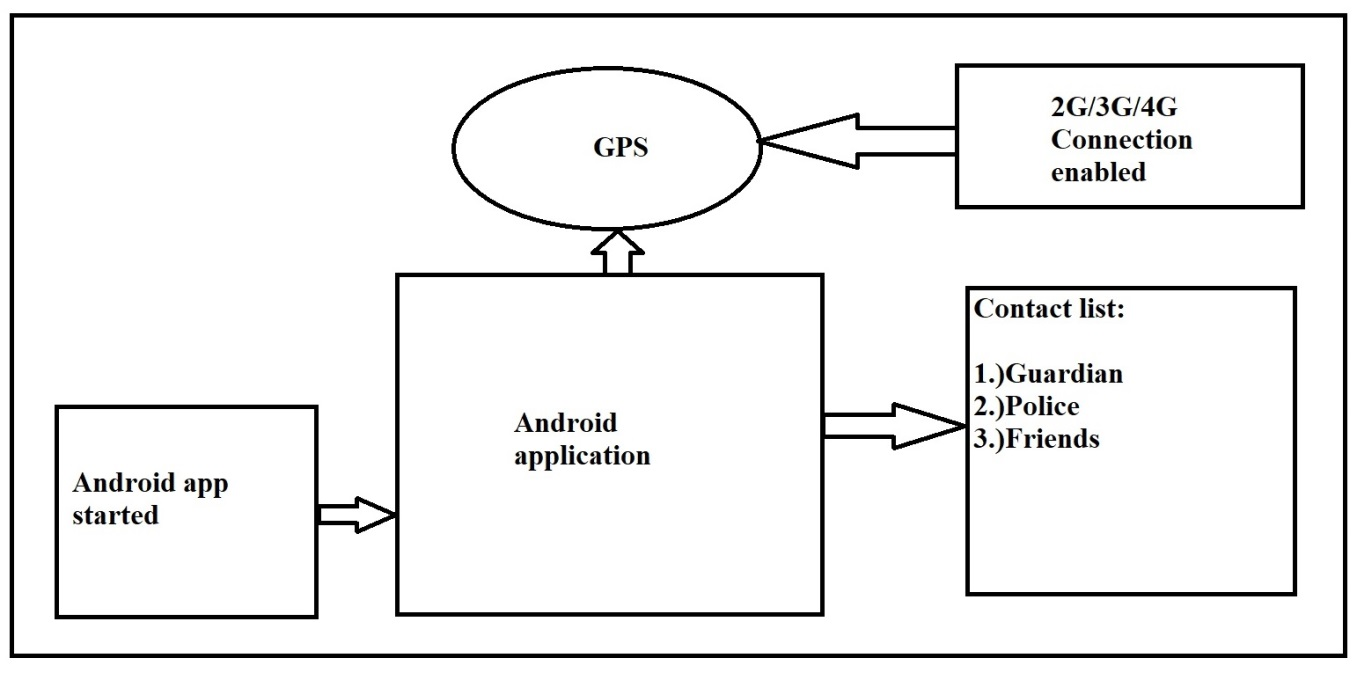 GPS
2G/3G/4G
Connection
enabled
Contact list:
1.)Guardian
2.)Police
3.)Friends
Android
application
Android app
started